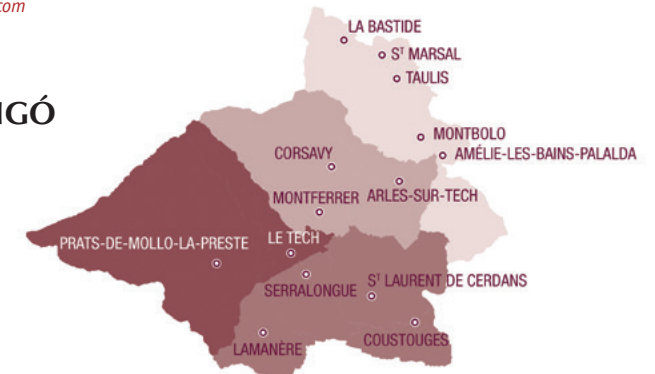 com
IGÓ
LA BASTIDE
Sᵀ MARSAL
TAULIS
MONTBOLO
AMÉLIE-LES-BAINS-PALALDA
CORSAVY
ARLES-SUR-TECH
MONTFERRER
LE TECH
PRATS-DE-MOLLO-LA-PRESTE
SERRALONGUE
Sᵀ LAURENT DE CERDANS
COUSTOUGES
LAMANÈRE